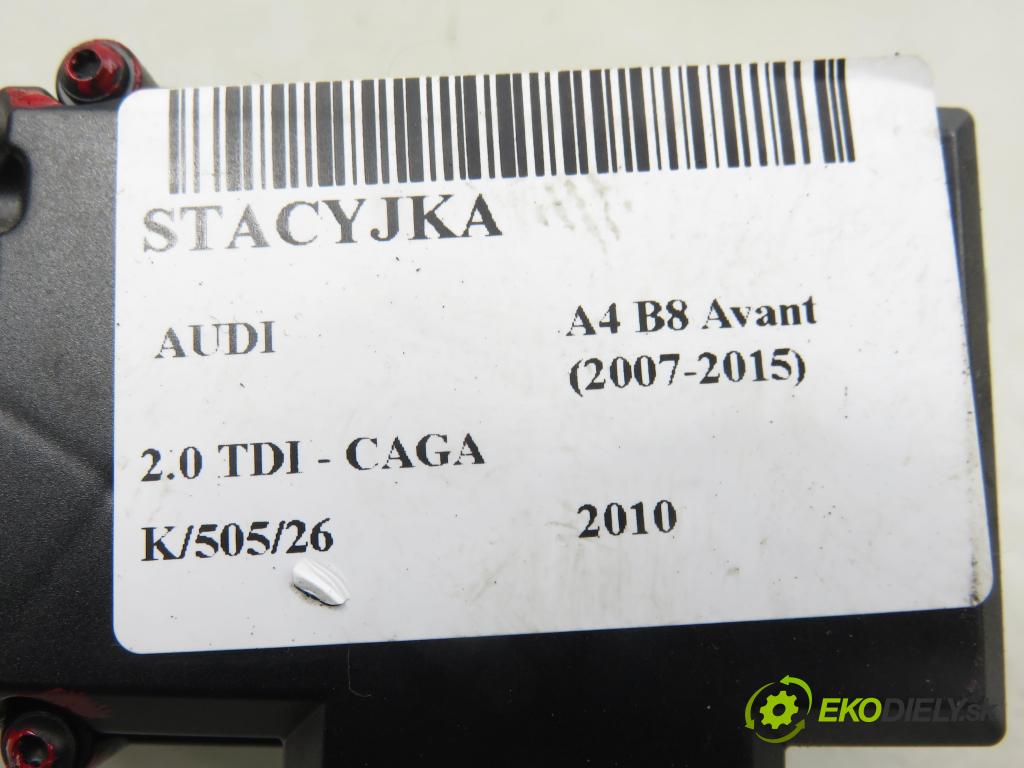 STACYJKA
AUDI
A4 B8 Avant
(2007-2015)
2.0 TDI - CAGA
K/505/26
2010
EKODIELY.sk